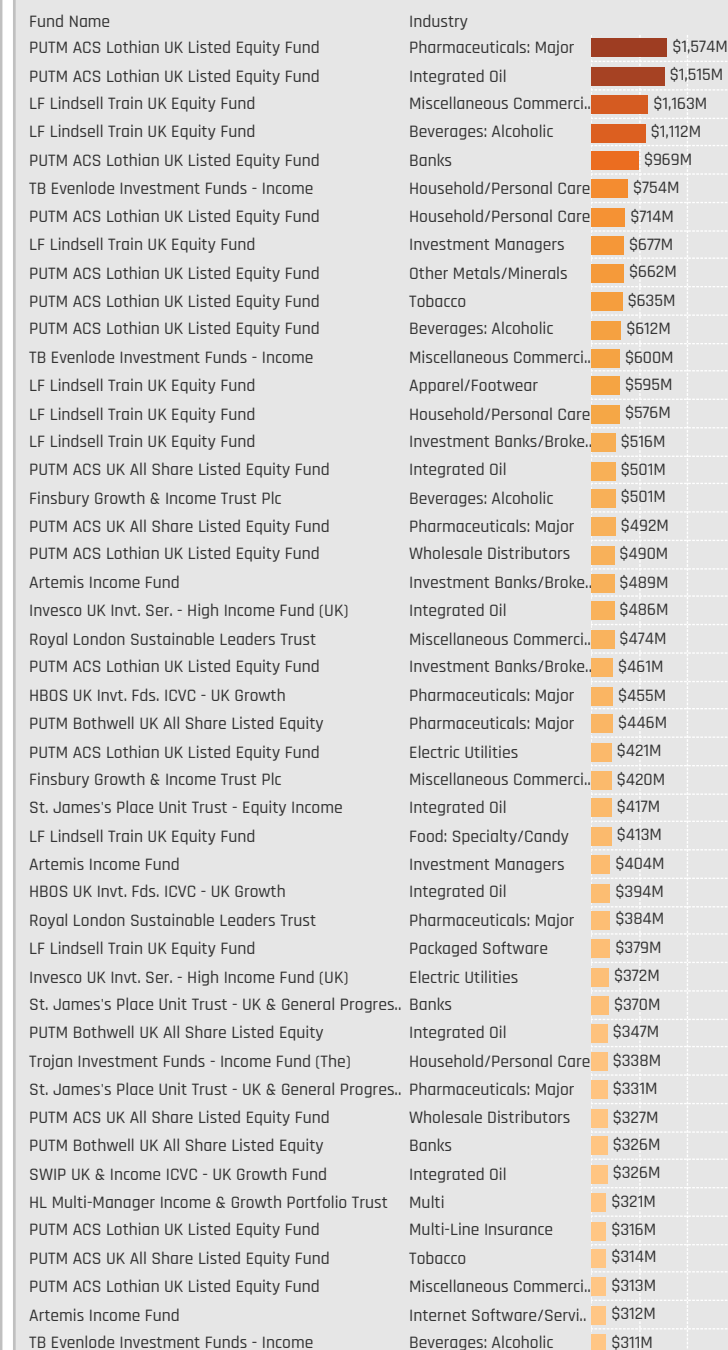 Fund Name Industry
PUTM ACS Lothian UK Listed Equity Fund Pharmaceuticals: Major $1,574M
PUTM ACS Lothian UK Listed Equity Fund Integrated Oil $1,515M
LF Lindsell Train UK Equity Fund Miscellaneous Commerci.. $1,163M
LF Lindsell Train UK Equity Fund Beverages: Alcoholic $1,112M
PUTM ACS Lothian UK Listed Equity Fund Banks $969M
TB Evenlode Investment Funds - Income Household/Personal Care $754M
PUTM ACS Lothian UK Listed Equity Fund Household/Personal Care $714M
LF Lindsell Train UK Equity Fund Investment Managers $677M
PUTM ACS Lothian UK Listed Equity Fund Other Metals/Minerals $662M
PUTM ACS Lothian UK Listed Equity Fund Tobacco $635M
PUTM ACS Lothian UK Listed Equity Fund Beverages: Alcoholic $612M
TB Evenlode Investment Funds - Income Miscellaneous Commerci.. $600M
LF Lindsell Train UK Equity Fund Apparel/Footwear $595M
LF Lindsell Train UK Equity Fund Household/Personal Care $576M
LF Lindsell Train UK Equity Fund Investment Banks/Broke.. $516M
PUTM ACS UK All Share Listed Equity Fund Integrated Oil $501M
Finsbury Growth & Income Trust Plc Beverages: Alcoholic $501M
PUTM ACS UK All Share Listed Equity Fund Pharmaceuticals: Major $492M
PUTM ACS Lothian UK Listed Equity Fund Wholesale Distributors $490M
Artemis Income Fund Investment Banks/Broke.. $489M
Invesco UK Invt. Ser. - High Income Fund (UK) Integrated Oil $486M
Royal London Sustainable Leaders Trust Miscellaneous Commerci.. $474M
PUTM ACS Lothian UK Listed Equity Fund Investment Banks/Broke.. $461M
HBOS UK Invt. Fds. ICVC - UK Growth Pharmaceuticals: Major $455M
PUTM Bothwell UK All Share Listed Equity Pharmaceuticals: Major $446M
PUTM ACS Lothian UK Listed Equity Fund Electric Utilities $421M
Finsbury Growth & Income Trust Plc Miscellaneous Commerci.. $420M
St. James's Place Unit Trust - Equity Income Integrated Oil $417M
LF Lindsell Train UK Equity Fund Food: Specialty/Candy $413M
Artemis Income Fund Investment Managers $404M
HBOS UK Invt. Fds. ICVC - UK Growth Integrated Oil $394M
Royal London Sustainable Leaders Trust Pharmaceuticals: Major $384M
LF Lindsell Train UK Equity Fund Packaged Software $379M
Invesco UK Invt. Ser. - High Income Fund (UK) Electric Utilities $372M
St. James's Place Unit Trust - UK & General Progres.. Banks $370M
PUTM Bothwell UK All Share Listed Equity Integrated Oil $347M
Trojan Investment Funds - Income Fund (The) Household/Personal Care $338M
St. James's Place Unit Trust - UK & General Progres.. Pharmaceuticals: Major $331M
PUTM ACS UK All Share Listed Equity Fund Wholesale Distributors $327M
PUTM Bothwell UK All Share Listed Equity Banks $326M
SWIP UK & Income ICVC - UK Growth Fund Integrated Oil $326M
HL Multi-Manager Income & Growth Portfolio Trust Multi $321M
PUTM ACS Lothian UK Listed Equity Fund Multi-Line Insurance $316M
PUTM ACS UK All Share Listed Equity Fund Tobacco $314M
PUTM ACS Lothian UK Listed Equity Fund Miscellaneous Commerci.. $313M
Artemis Income Fund Internet Software/Servi.. $312M
TB Evenlode Investment Funds - Income Beverages: Alcoholic $311M